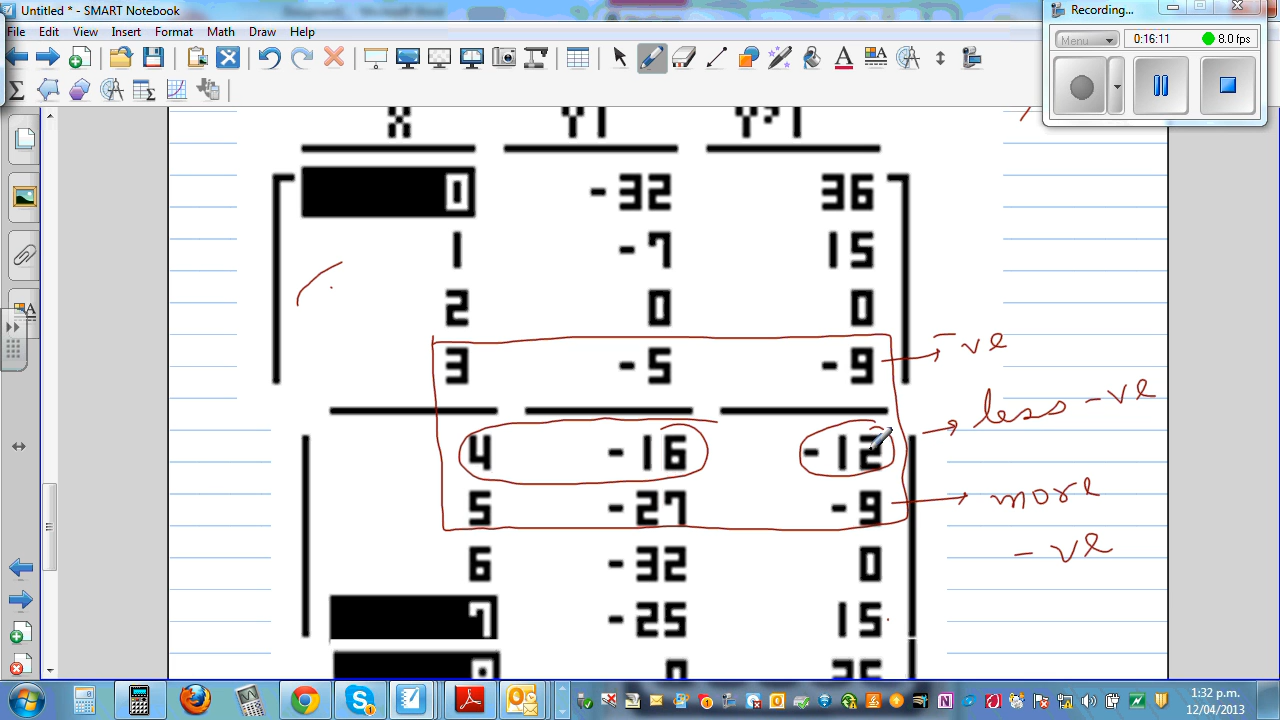 Untitled * - SMART Notebook
Recording...
File Edit View Insert Format Math Draw Help
Menu 0:16:11 8.0 fps
X Y1 Y'1
0 -32 36
1 -7 15
2 0 0
3 -5 -9 -ve
4 -16 -12 less -ve
5 -27 -9 more
-ve
6 -32 0
7 -25 15
1:32 p.m.
12/04/2013